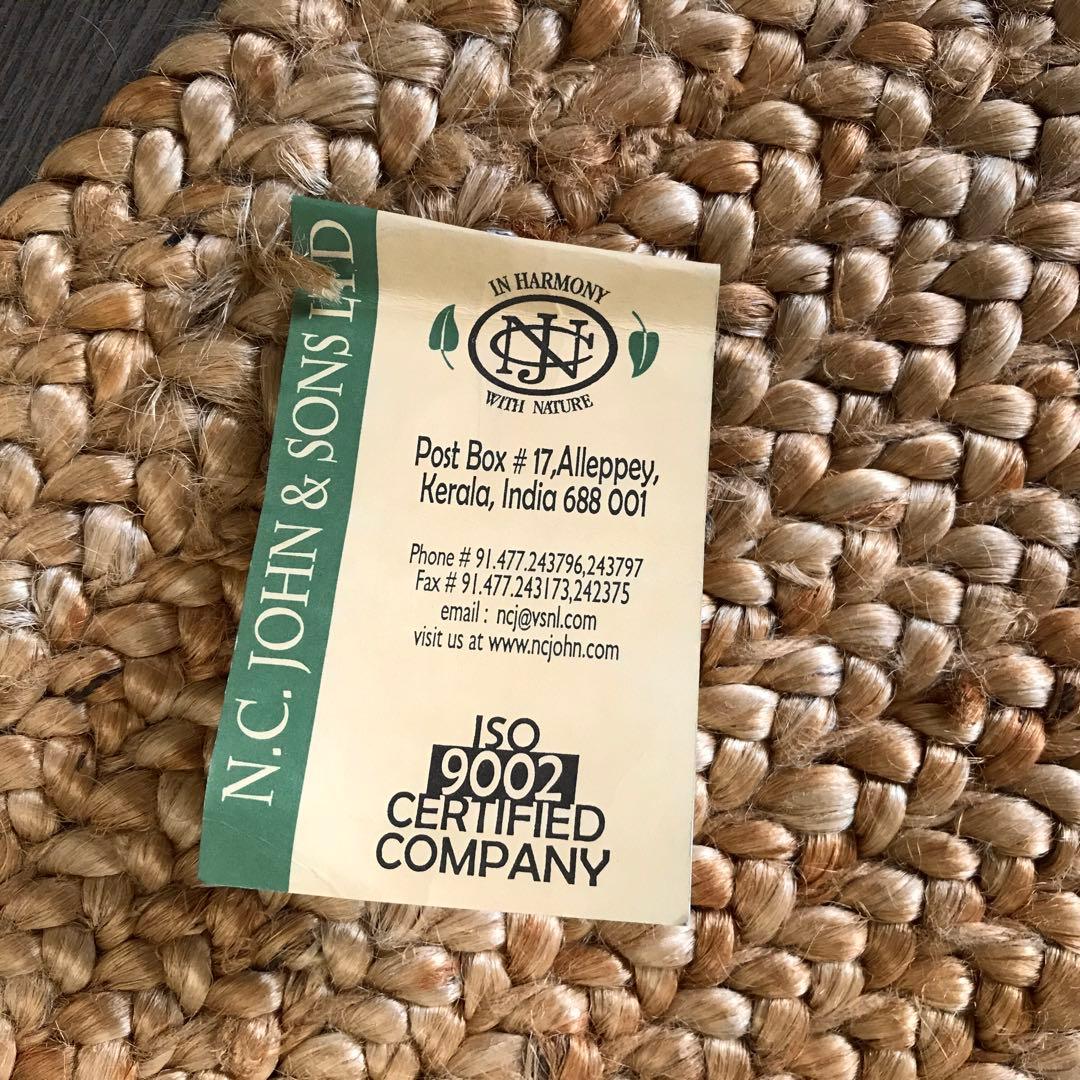 N.C. JOHN & SONS LTD
IN HARMONY
NCJ
WITH NATURE
Post Box # 17,Alleppey,
Kerala, India 688 001
Phone # 91.477.243796,243797
Fax # 91.477.243173,242375
email : ncj@vsnl.com
visit us at www.ncjohn.com
ISO
9002
CERTIFIED
COMPANY